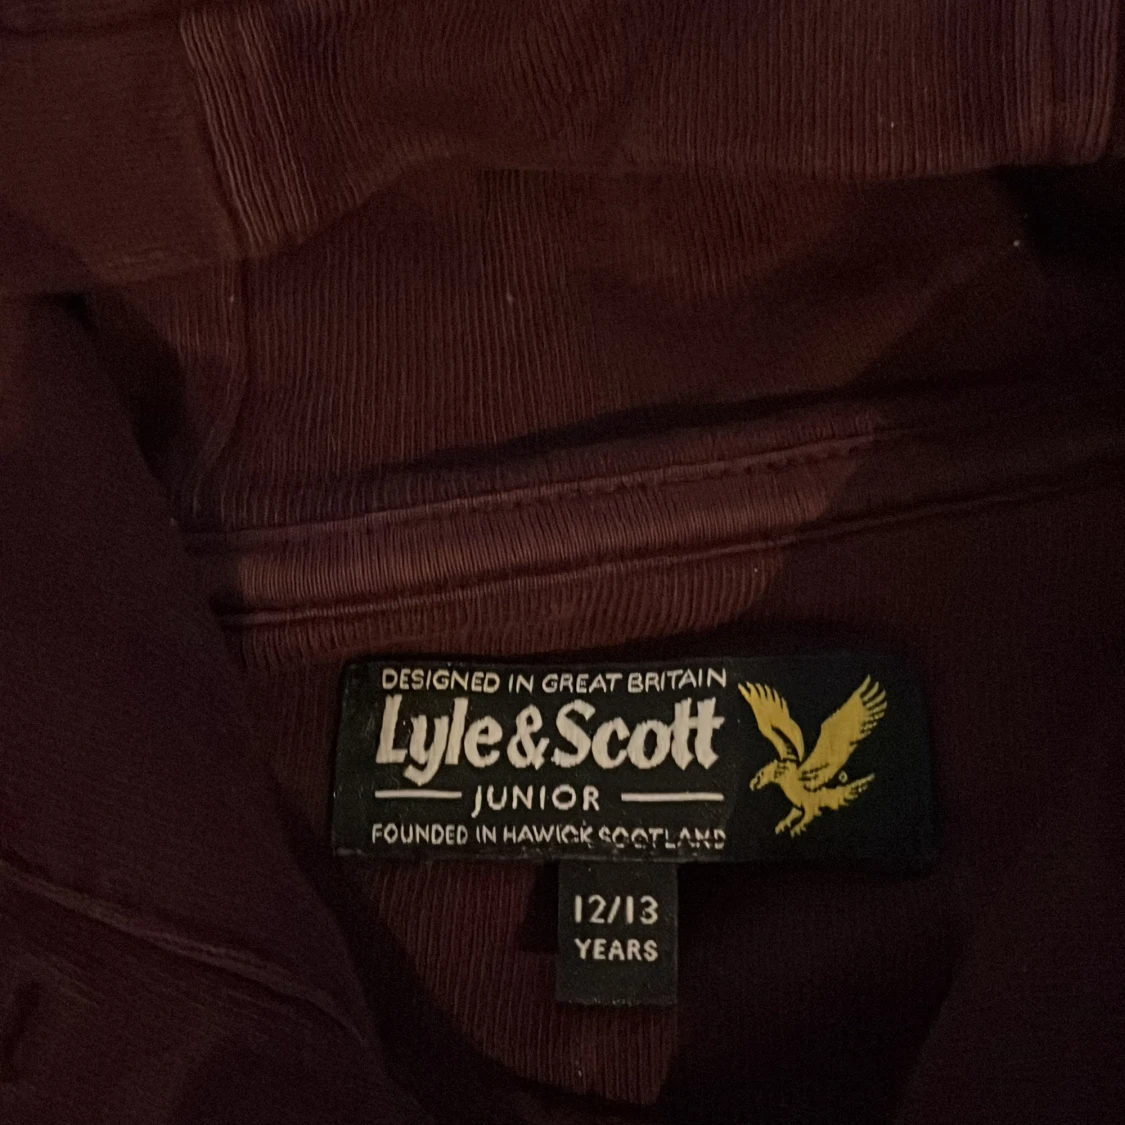 DESIGNED IN GREAT BRITAIN
Lyle & Scott
JUNIOR
FOUNDED IN HAWICK SCOTLAND
12/13
YEARS